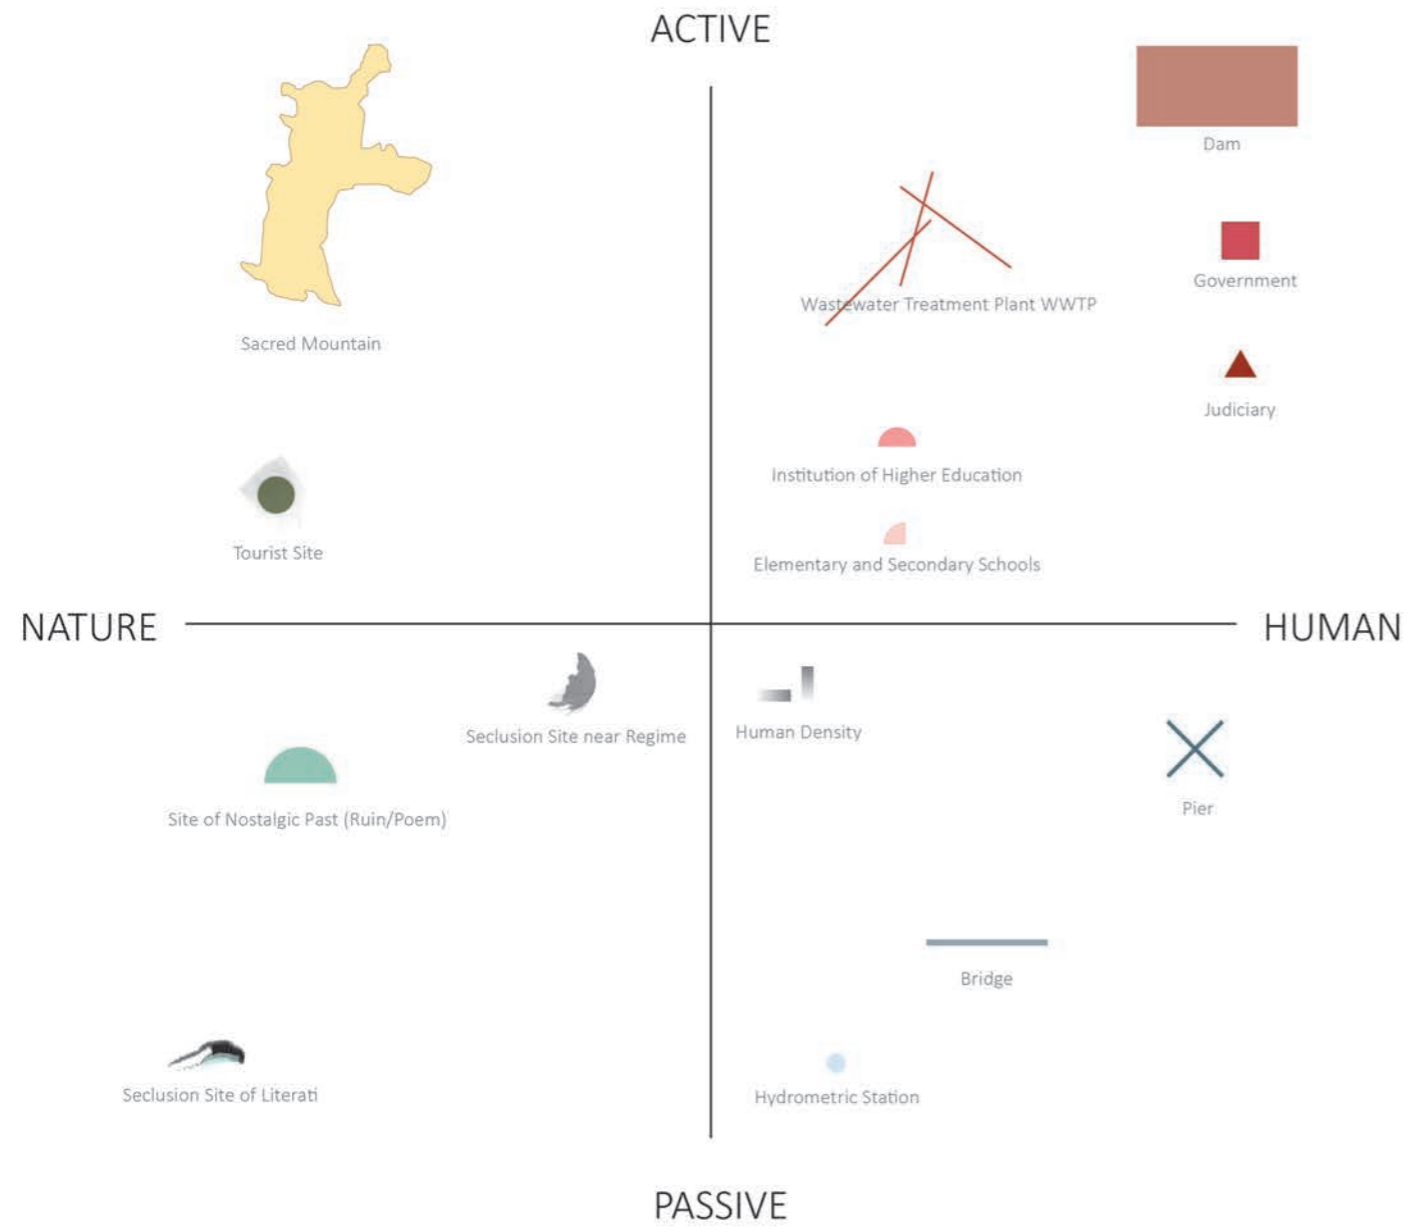 ACTIVE
Dam
Government
Wastewater Treatment Plant WWTP
Sacred Mountain
Judiciary
Institution of Higher Education
Tourist Site
Elementary and Secondary Schools
NATURE
HUMAN
Seclusion Site near Regime
Human Density
Pier
Site of Nostalgic Past (Ruin/Poem)
Bridge
Seclusion Site of Literati
Hydrometric Station
PASSIVE